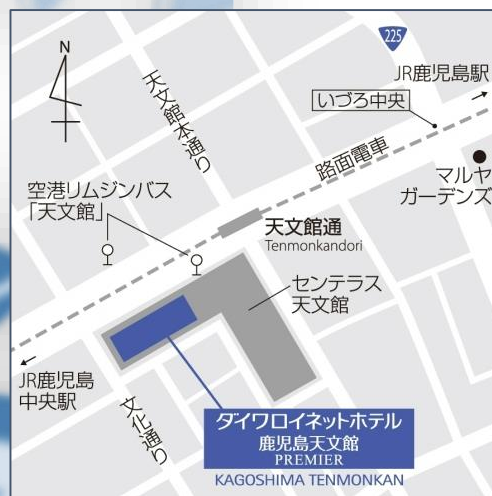 N
225
JR鹿児島駅
いづろ中央
天文館本通り
路面電車
マルヤ
ガーデンズ
空港リムジンバス
「天文館」
天文館通
Tenmonkandori
センテラス
天文館
JR鹿児島
中央駅
文化通り
ダイワロイネットホテル
鹿児島天文館
PREMIER
KAGOSHIMA TENMONKAN